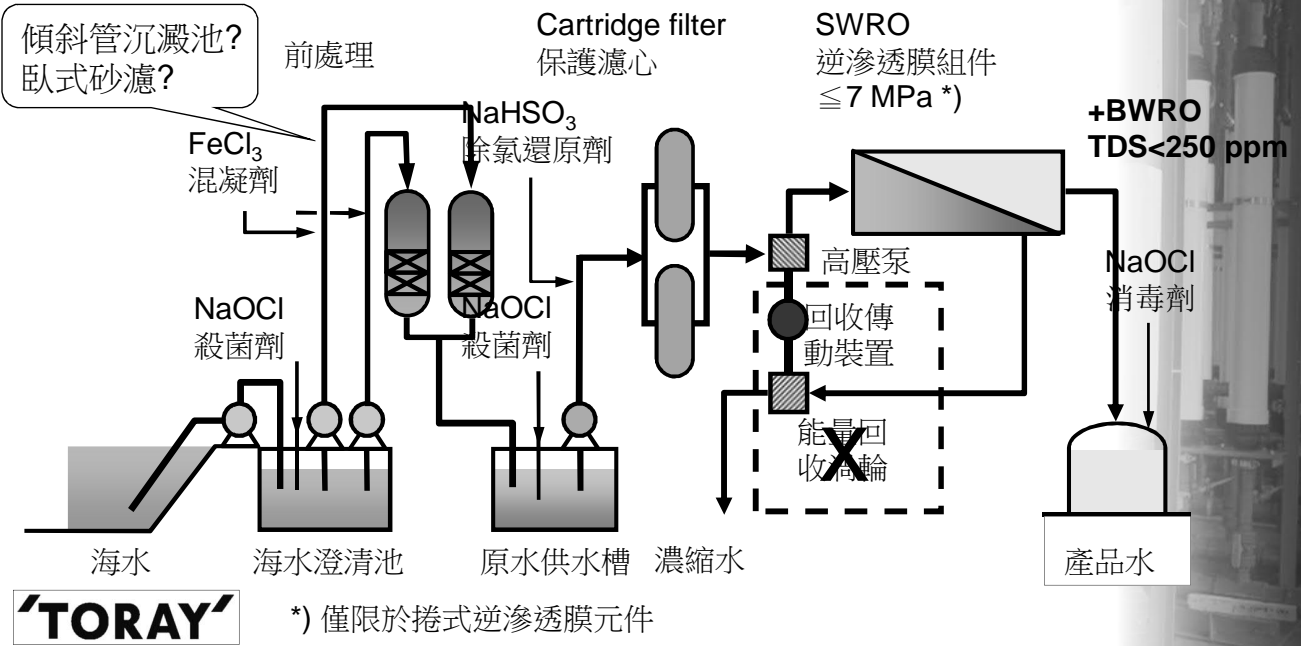 傾斜管沉澱池?
臥式砂濾?
前處理
Cartridge filter
保護濾心
SWRO
逆滲透膜組件
≦7 MPa *)
+BWRO
TDS<250 ppm
FeCl3
混凝劑
NaHSO3
除氯還原劑
NaOCl
殺菌劑
NaOCl
殺菌劑
高壓泵
回收傳
動裝置
能量回
收渦輪
X
NaOCl
消毒劑
海水
海水澄清池
原水供水槽
濃縮水
產品水
'TORAY'
*) 僅限於捲式逆滲透膜元件